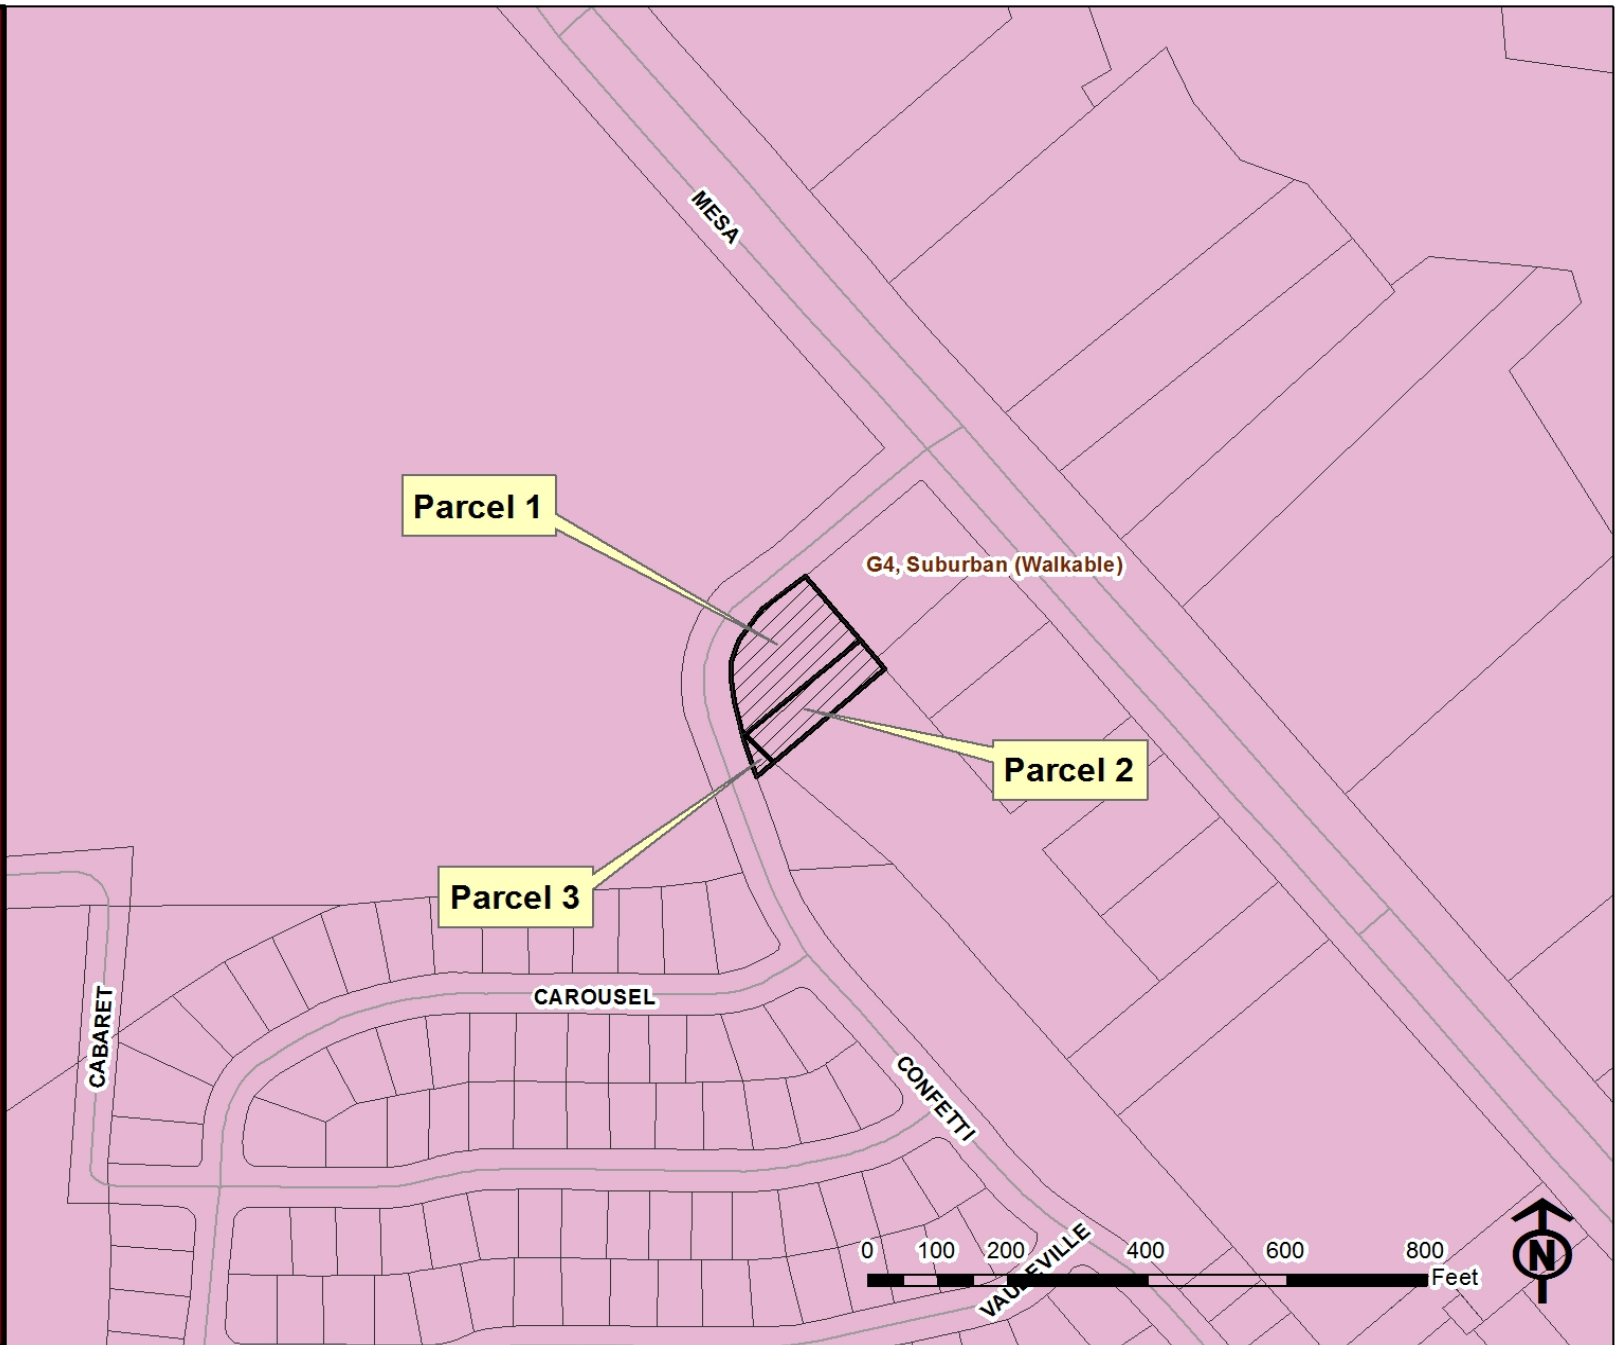 MESA
Parcel 1
G4, Suburban (Walkable)
Parcel 2
Parcel 3
CAROUSEL
CABARET
CONFETTI
VAUDEVILLE
0 100 200 400 600 800
Feet
N